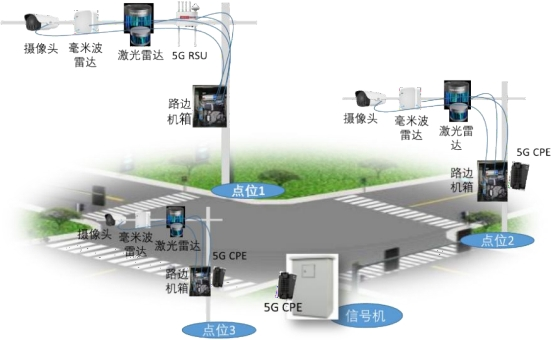 摄像头
毫米波
雷达
激光雷达
5G RSU
路边
机箱
点位1
摄像头
毫米波
雷达
激光雷
达
5G CPE
路边
机箱
点位2
摄像头
毫米波
雷达
激光雷达
5G CPE
路边
机箱
点位3
5G CPE
信号机